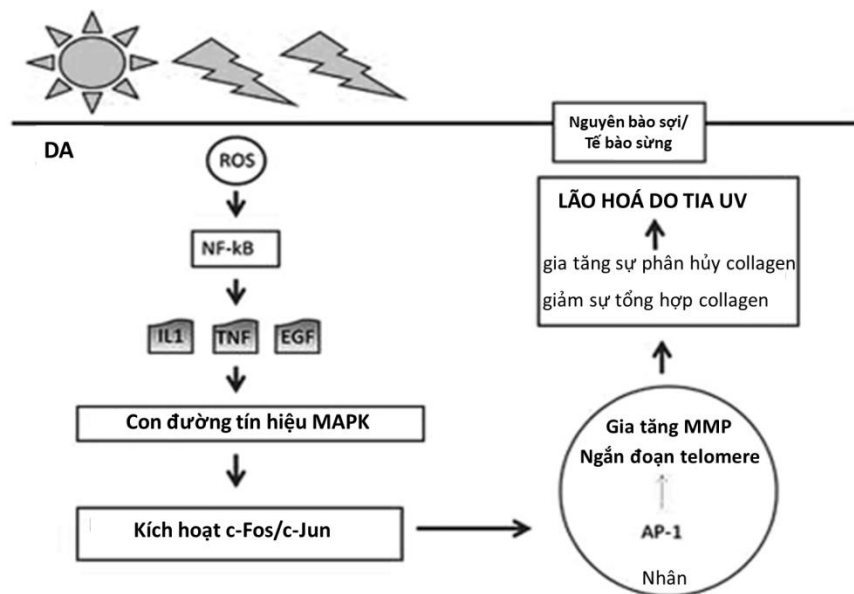 DA
ROS
NF-kB
IL1 TNF EGF
Con đường tín hiệu MAPK
Kích hoạt c-Fos/c-Jun
Nguyên bào sợi/
Tế bào sừng
LÃO HOÁ DO TIA UV
gia tăng sự phân hủy collagen
giảm sự tổng hợp collagen
Gia tăng MMP
Ngắn đoạn telomere
AP-1
Nhân